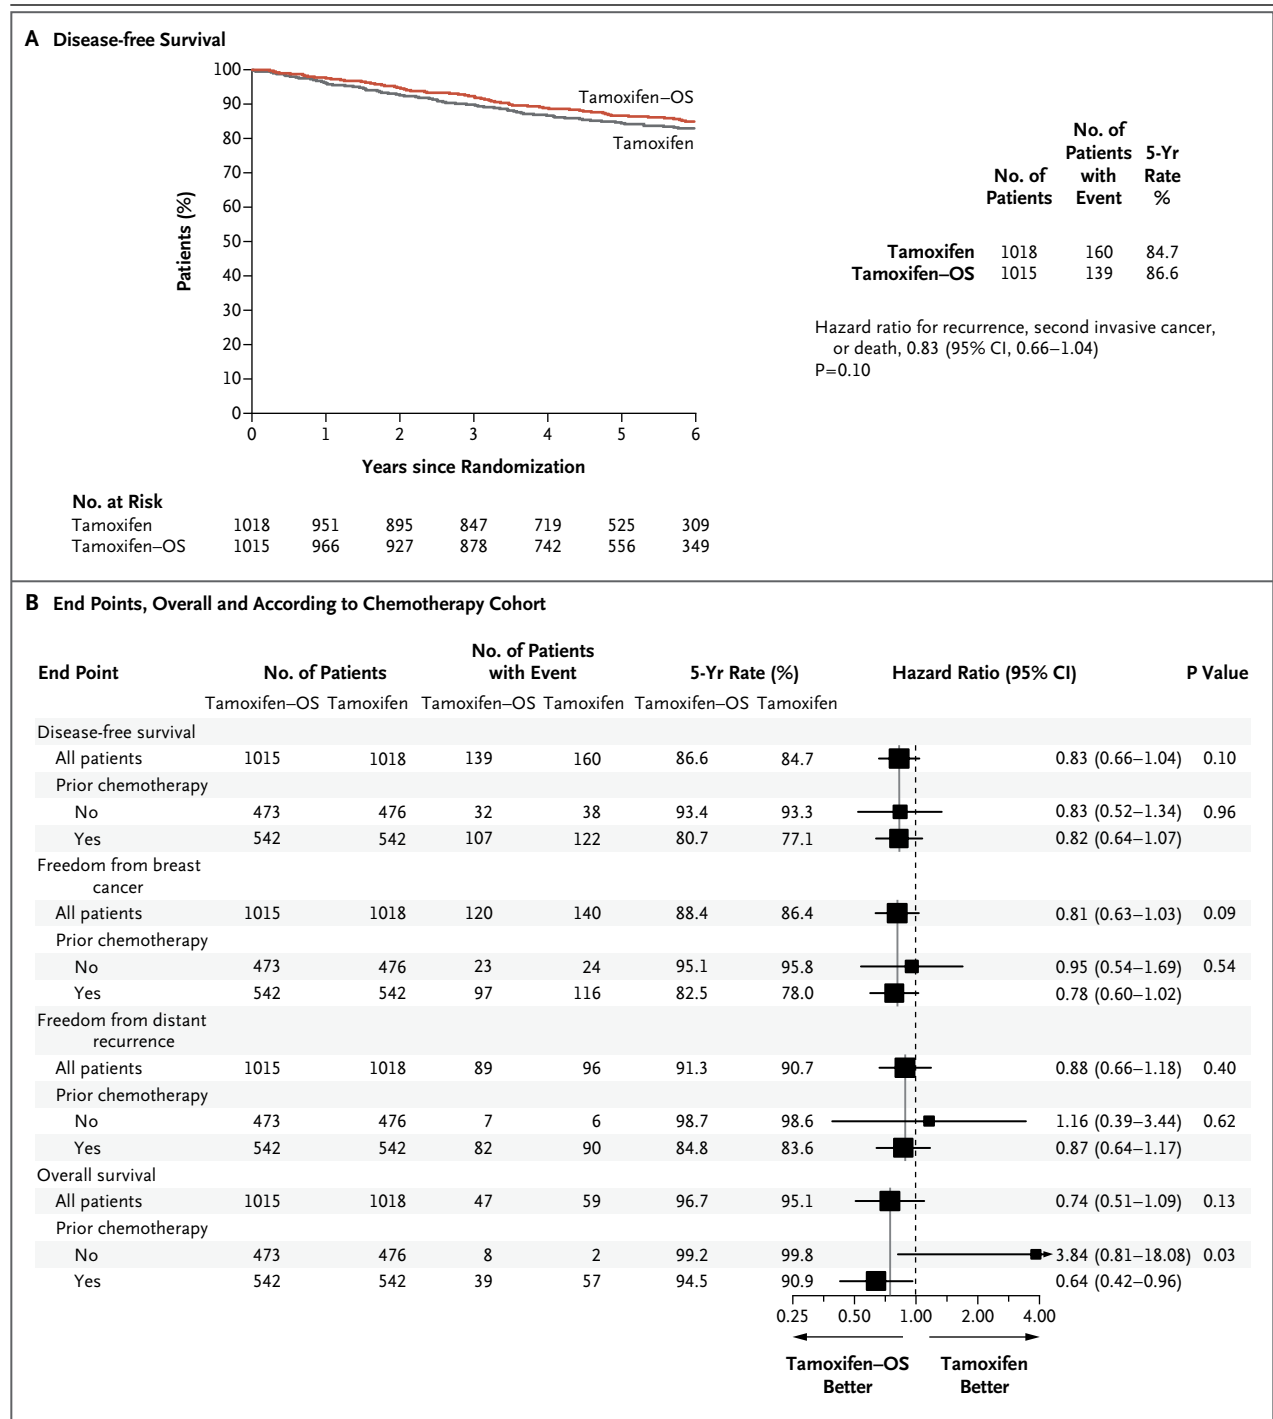 A Disease-free Survival
100
90
80
70
60
50
40
30
20
10
0
Patients (%)
Tamoxifen–OS
Tamoxifen
0 1 2 3 4 5 6
Years since Randomization
No. of Patients
No. of Patients with Event
5-Yr Rate %
Tamoxifen 1018 160 84.7
Tamoxifen–OS 1015 139 86.6
Hazard ratio for recurrence, second invasive cancer,
or death, 0.83 (95% CI, 0.66–1.04)
P=0.10
No. at Risk
Tamoxifen 1018 951 895 847 719 525 309
Tamoxifen–OS 1015 966 927 878 742 556 349
B End Points, Overall and According to Chemotherapy Cohort
No. of Patients
End Point No. of Patients with Event 5-Yr Rate (%) Hazard Ratio (95% CI) P Value
Tamoxifen–OS Tamoxifen Tamoxifen–OS Tamoxifen Tamoxifen–OS Tamoxifen
Disease-free survival
All patients 1015 1018 139 160 86.6 84.7 0.83 (0.66–1.04) 0.10
Prior chemotherapy
No 473 476 32 38 93.4 93.3 0.83 (0.52–1.34) 0.96
Yes 542 542 107 122 80.7 77.1 0.82 (0.64–1.07)
Freedom from breast
cancer
All patients 1015 1018 120 140 88.4 86.4 0.81 (0.63–1.03) 0.09
Prior chemotherapy
No 473 476 23 24 95.1 95.8 0.95 (0.54–1.69) 0.54
Yes 542 542 97 116 82.5 78.0 0.78 (0.60–1.02)
Freedom from distant
recurrence
All patients 1015 1018 89 96 91.3 90.7 0.88 (0.66–1.18) 0.40
Prior chemotherapy
No 473 476 7 6 98.7 98.6 1.16 (0.39–3.44) 0.62
Yes 542 542 82 90 84.8 83.6 0.87 (0.64–1.17)
Overall survival
All patients 1015 1018 47 59 96.7 95.1 0.74 (0.51–1.09) 0.13
Prior chemotherapy
No 473 476 8 2 99.2 99.8 3.84 (0.81–18.08) 0.03
Yes 542 542 39 57 94.5 90.9 0.64 (0.42–0.96)
0.25 0.50 1.00 2.00 4.00
Tamoxifen–OS Tamoxifen
Better Better